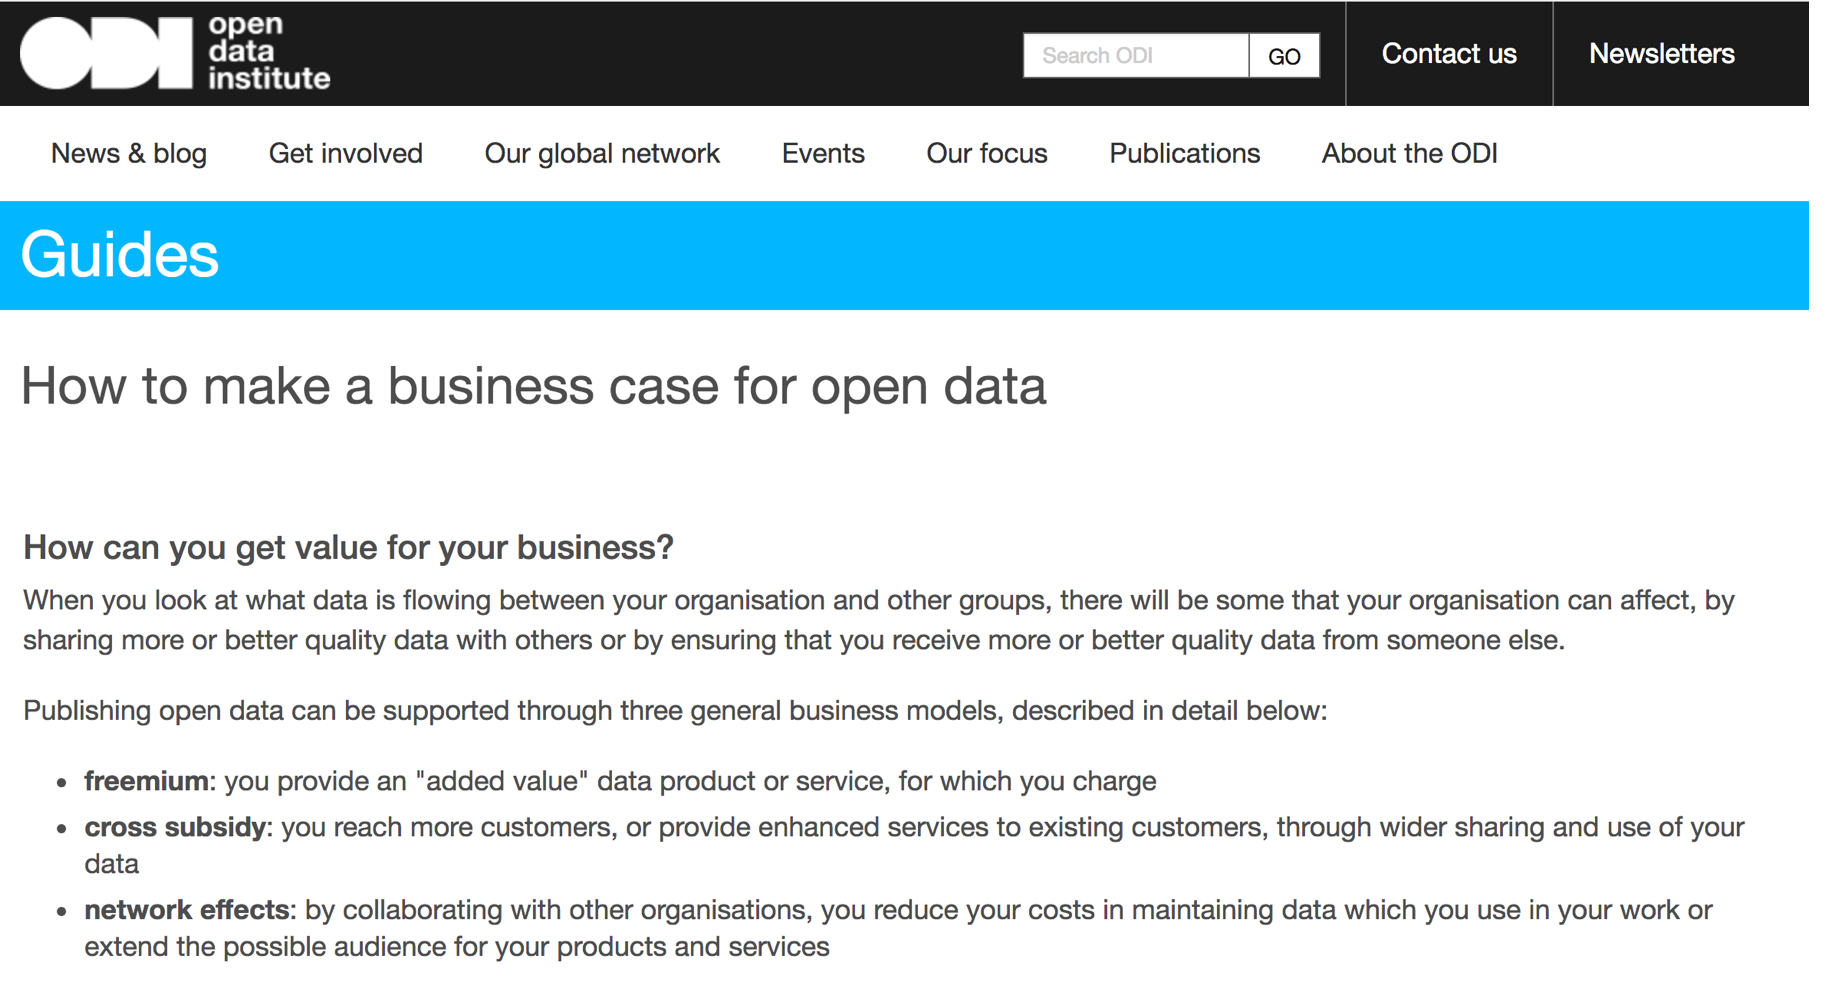 ODI open
data
institute
Search ODI GO Contact us Newsletters
News & blog Get involved Our global network Events Our focus Publications About the ODI
Guides
How to make a business case for open data
How can you get value for your business?
When you look at what data is flowing between your organisation and other groups, there will be some that your organisation can affect, by
sharing more or better quality data with others or by ensuring that you receive more or better quality data from someone else.
Publishing open data can be supported through three general business models, described in detail below:
• freemium: you provide an "added value" data product or service, for which you charge
• cross subsidy: you reach more customers, or provide enhanced services to existing customers, through wider sharing and use of your
data
• network effects: by collaborating with other organisations, you reduce your costs in maintaining data which you use in your work or
extend the possible audience for your products and services